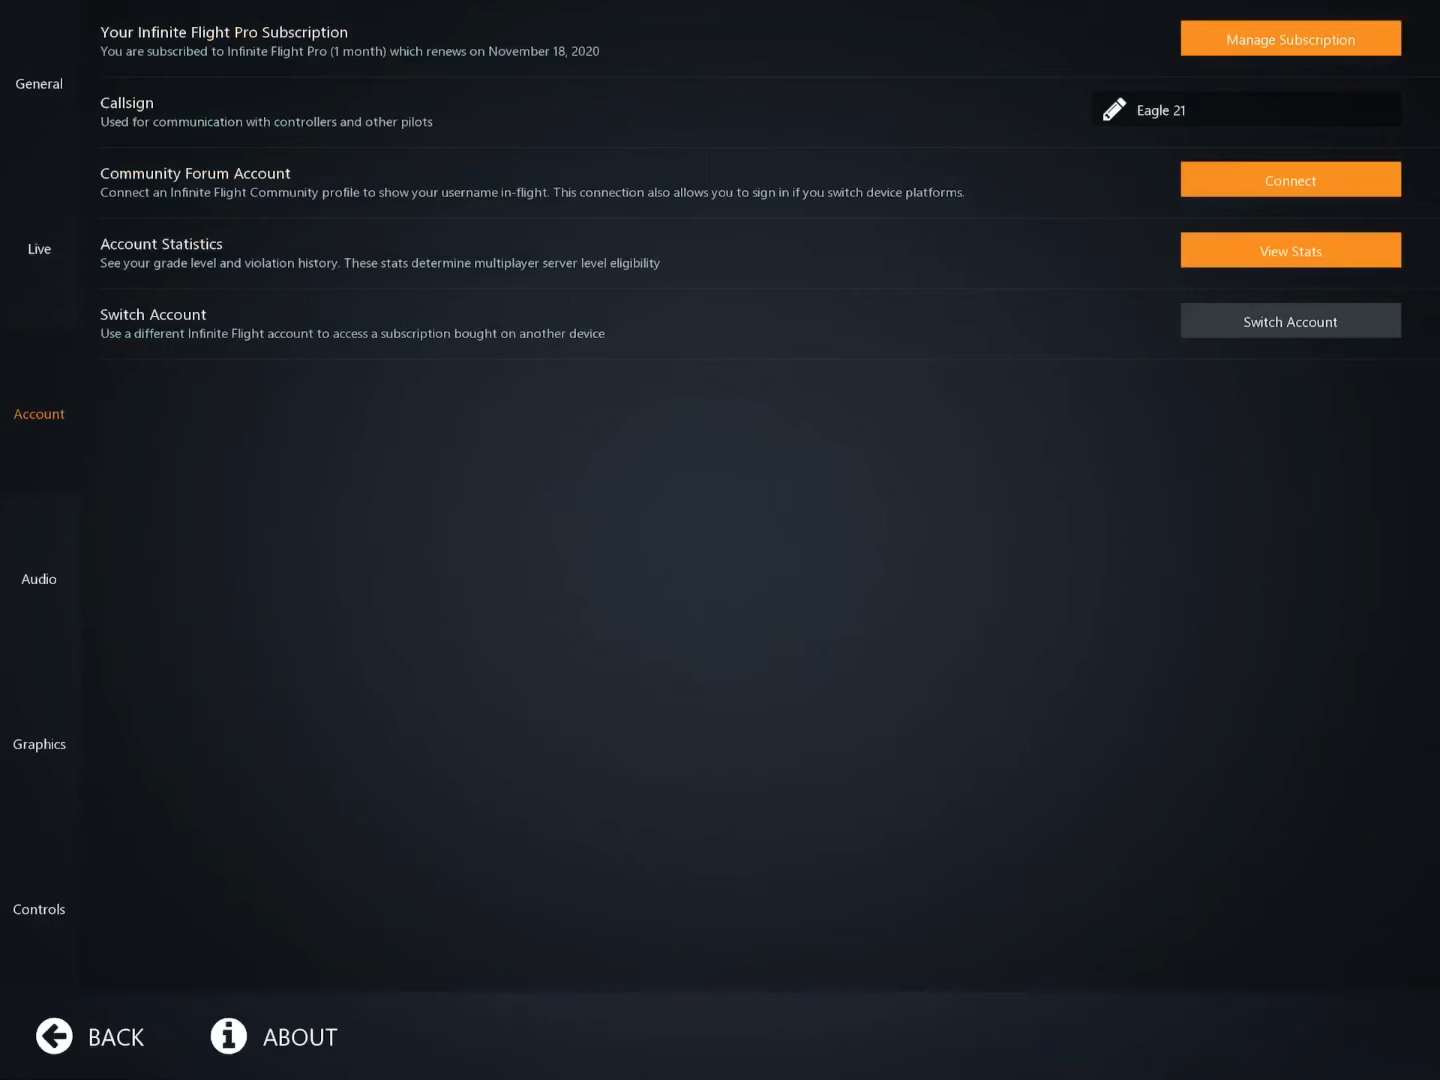 Your Infinite Flight Pro Subscription
You are subscribed to Infinite Flight Pro (1 month) which renews on November 18, 2020
Manage Subscription
General
Callsign
Used for communication with controllers and other pilots
Eagle 21
Community Forum Account
Connect an Infinite Flight Community profile to show your username in-flight. This connection also allows you to sign in if you switch device platforms.
Connect
Live
Account Statistics
See your grade level and violation history. These stats determine multiplayer server level eligibility
View Stats
Switch Account
Use a different Infinite Flight account to access a subscription bought on another device
Switch Account
Account
Audio
Graphics
Controls
BACK
ABOUT